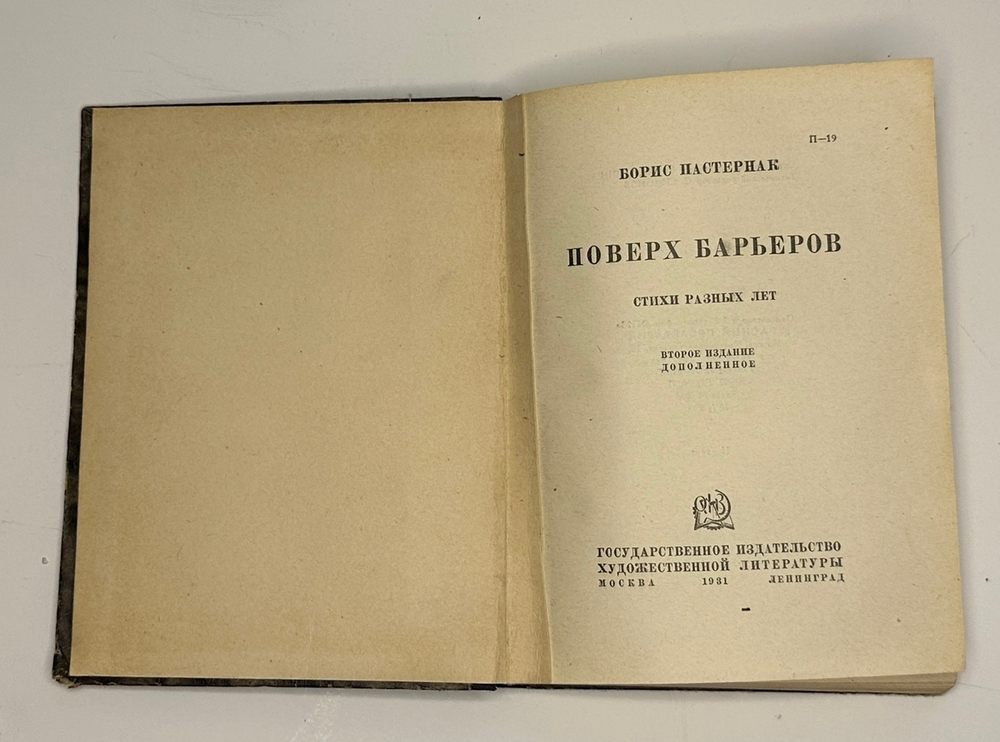 П—19
БОРИС ПАСТЕРНАК
ПОВЕРХ БАРЬЕРОВ
СТИХИ РАЗНЫХ ЛЕТ
ВТОРОЕ ИЗДАНИЕ
ДОПОЛНЕННОЕ
ГОСУДАРСТВЕННОЕ ИЗДАТЕЛЬСТВО
ХУДОЖЕСТВЕННОЙ ЛИТЕРАТУРЫ
МОСКВА 1931 ЛЕНИНГРАД